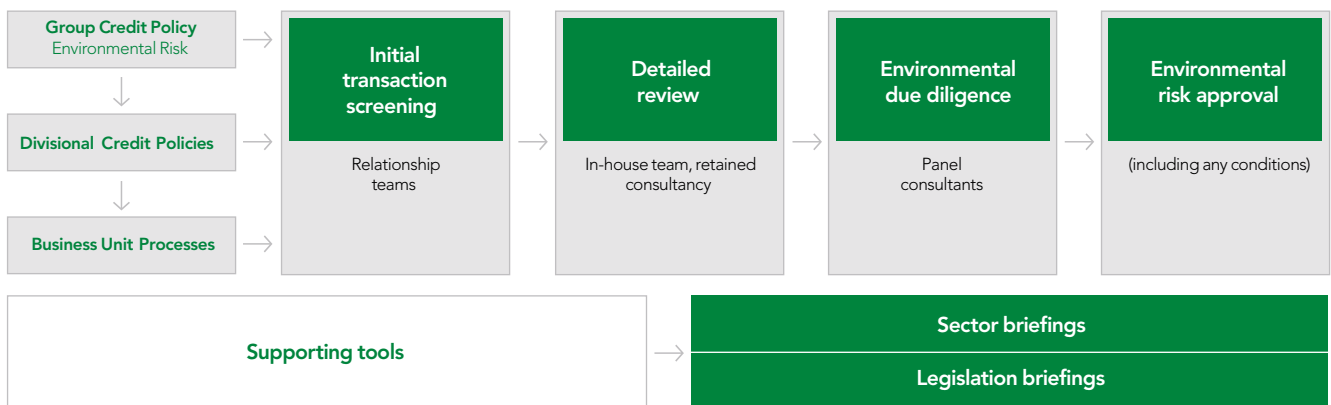 Group Credit Policy
Environmental Risk
Divisional Credit Policies
Business Unit Processes
Initial
transaction
screening
Relationship
teams
Detailed
review
In-house team, retained
consultancy
Environmental
due diligence
Panel
consultants
Environmental
risk approval
(including any conditions)
Supporting tools
Sector briefings
Legislation briefings